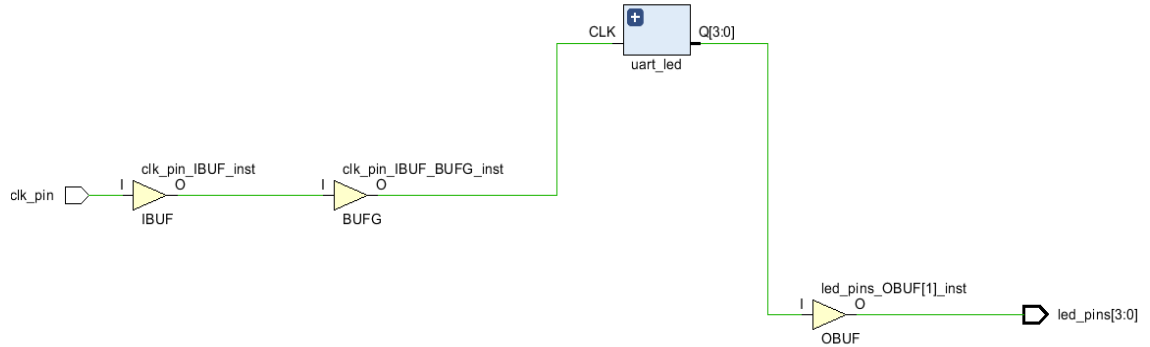 CLK
Q[3:0]
uart_led
clk_pin_IBUF_inst
clk_pin_IBUF_BUFG_inst
clk_pin
I
O
I
O
IBUF
BUFG
led_pins_OBUF[1]_inst
I
O
led_pins[3:0]
OBUF